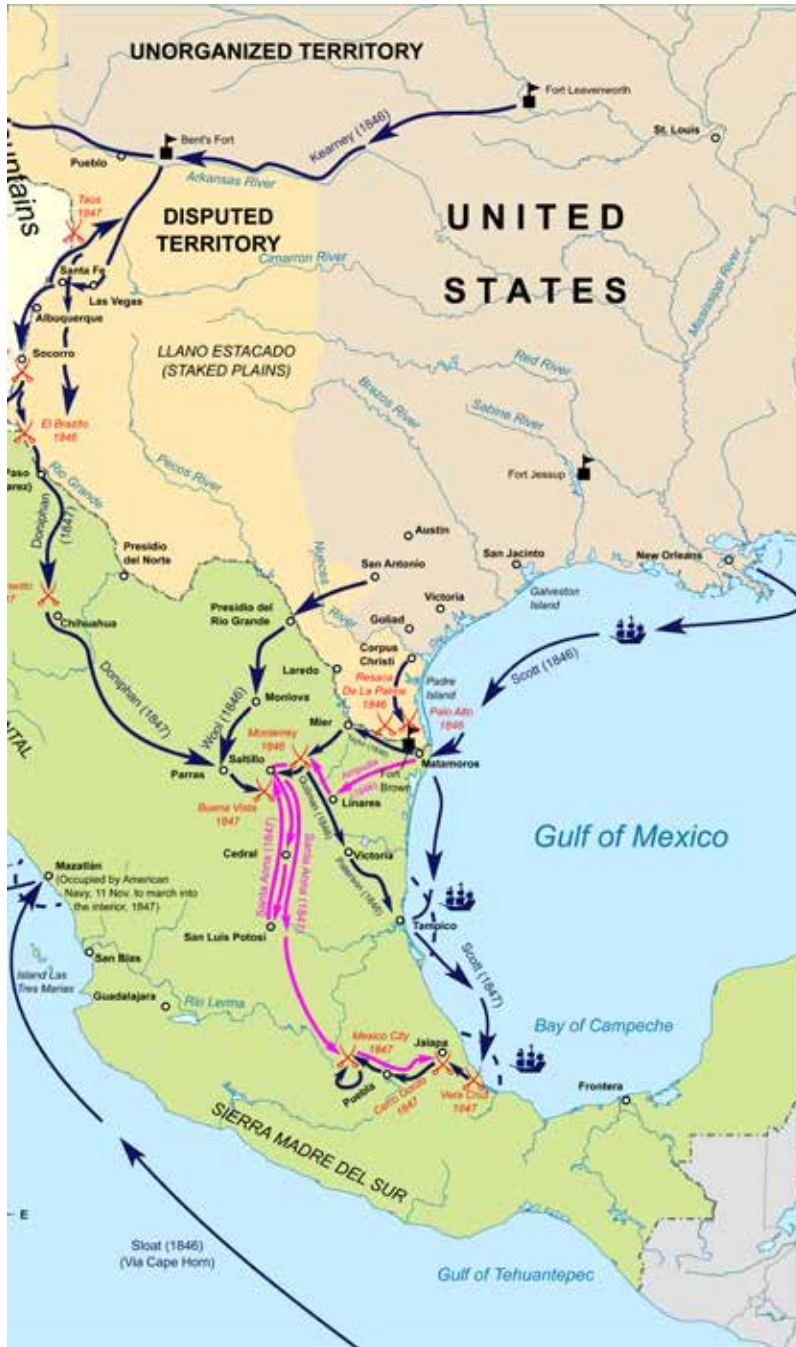 UNORGANIZED TERRITORY
Fort Leavenworth
Kearney (1846)
St. Louis
Bent's Fort
Pueblo
Arkansas River
Taos
1847
DISPUTED
TERRITORY
UNITED
STATES
Cimarron River
Mississippi River
Santa Fe
Las Vegas
Albuquerque
Socorro
LLANO ESTACADO
(STAKED PLAINS)
Red River
Brazos River
Sabine River
El Brazito
1846
Fort Jessup
Rio Grande
Pecos River
Doniphan
(1847)
Presidio
del Norte
Austin
San Antonio
San Jacinto
New Orleans
Nueces
River
Galveston
Island
Victoria
Goliad
Chihuahua
Presidio del
Rio Grande
Corpus
Christi
Scott (1846)
Laredo
Resaca
De La Palma
1846
Padre
Island
Palo Alto
1846
Doniphan (1847)
Wool (1846)
Monlova
Mier
Monterrey
1846
Saltillo
Parras
Matamoros
Fort
Brown
Linares
Buena Vista
1847
Gulf of Mexico
Cedral
Victoria
Santa Anna (1847)
Santa Anna (1847)
Mazatlán
(Occupied by American
Navy, 11 Nov. to march into
the interior, 1847)
San Luis Potosi
Tampico
San Blas
Island Las
Tres Marias
Scott (1847)
Guadalajara
Rio Lerma
Bay of Campeche
Mexico City
1847
Jalapa
Puebla
Cerro Gordo
1847
Vera Cruz
1847
Frontera
SIERRA MADRE DEL SUR
E
Sloat (1846)
(Via Cape Horn)
Gulf of Tehuantepec